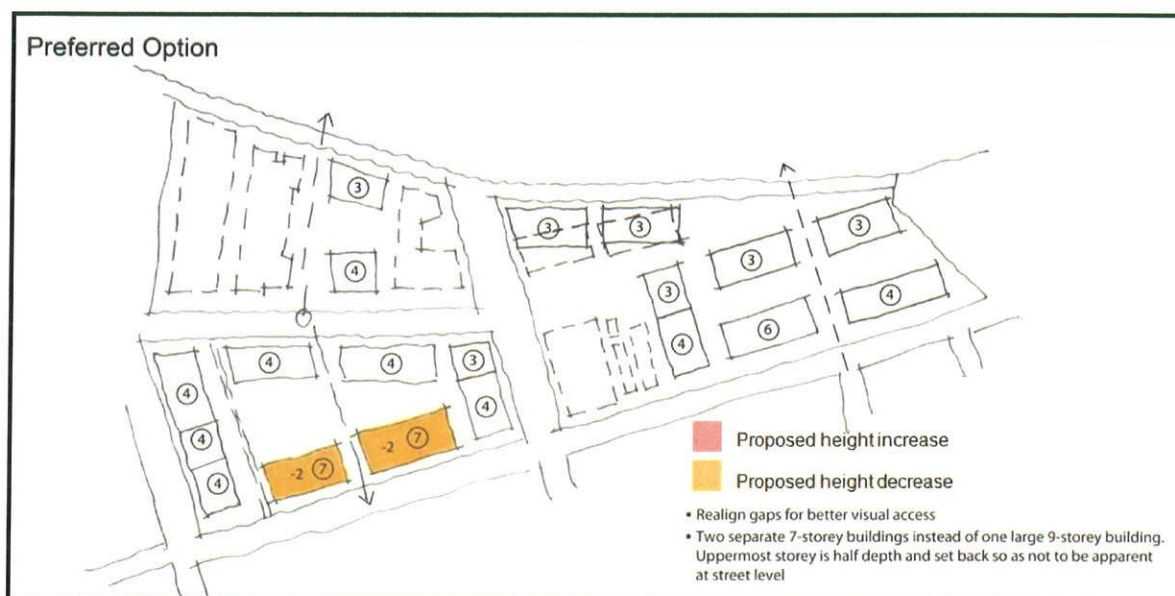 Preferred Option
3
4
3
3
3
3
3
4
6
4
4
4
3
4
4
4
4
-2 7
-2 7
Proposed height increase
Proposed height decrease
• Realign gaps for better visual access
• Two separate 7-storey buildings instead of one large 9-storey building.
Uppermost storey is half depth and set back so as not to be apparent
at street level